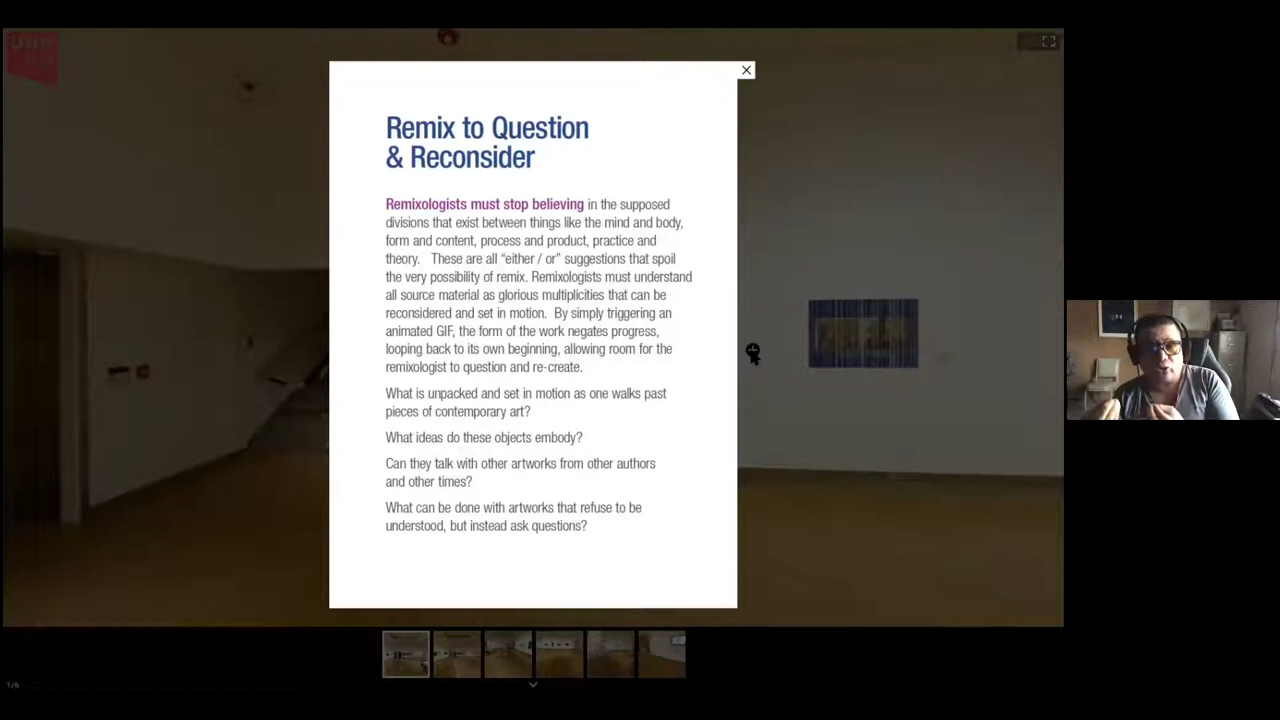 Remix to Question
& Reconsider
Remixologists must stop believing in the supposed
divisions that exist between things like the mind and body,
form and content, process and product, practice and
theory. These are all “either / or” suggestions that spoil
the very possibility of remix. Remixologists must understand
all source material as glorious multiplicities that can be
reconsidered and set in motion. By simply triggering an
animated GIF, the form of the work negates progress,
looping back to its own beginning, allowing room for the
remixologist to question and re-create.
What is unpacked and set in motion as one walks past
pieces of contemporary art?
What ideas do these objects embody?
Can they talk with other artworks from other authors
and other times?
What can be done with artworks that refuse to be
understood, but instead ask questions?
1/6